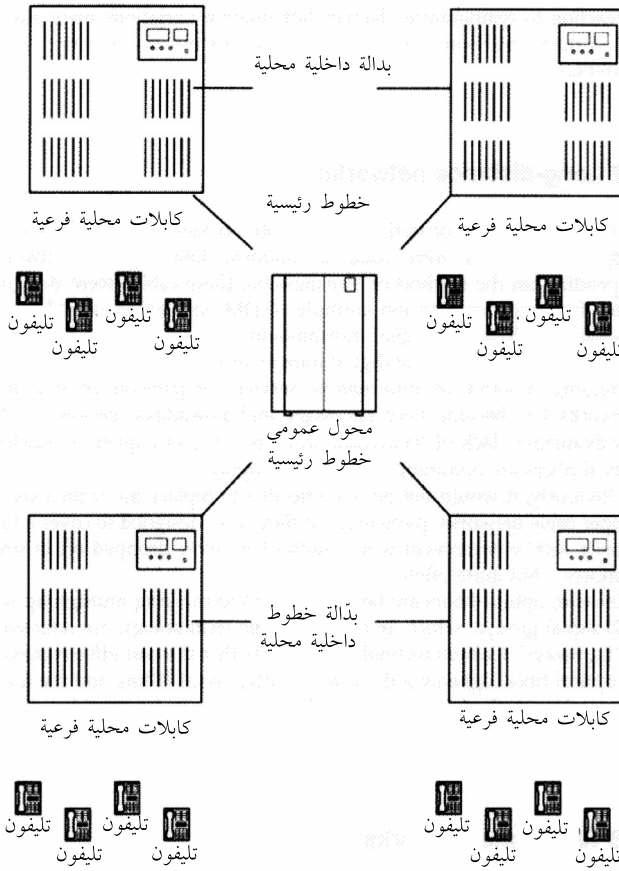 بدالة داخلية محلية
خطوط رئيسية
كابلات محلية فرعية
كابلات محلية فرعية
تليفون
تليفون
تليفون
تليفون
تليفون
تليفون
تليفون
تليفون
محول عمومي
خطوط رئيسية
بدّالة خطوط
داخلية محلية
كابلات محلية فرعية
كابلات محلية فرعية
تليفون
تليفون
تليفون
تليفون
تليفون
تليفون
تليفون
تليفون